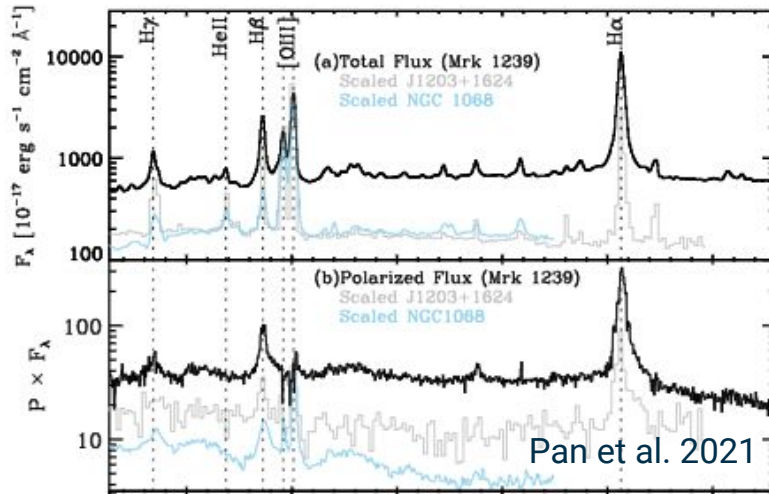 Hγ HeII Hβ [OIII] Hα
(a)Total Flux (Mrk 1239)
Scaled J1203+1624
Scaled NGC 1068
10000
1000
100
F_λ [10⁻¹⁷ erg s⁻¹ cm⁻² Å⁻¹]
(b)Polarized Flux (Mrk 1239)
Scaled J1203+1624
Scaled NGC1068
100
10
P × F_λ
Pan et al. 2021